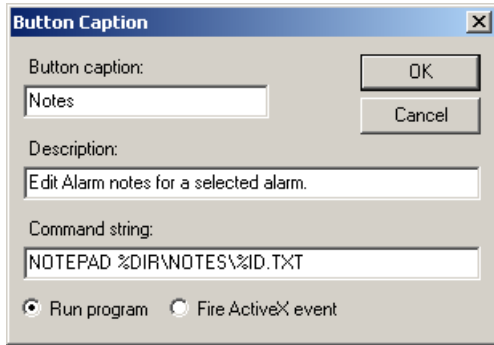 Button Caption
Button caption:
OK
Notes
Cancel
Description:
Edit Alarm notes for a selected alarm.
Command string:
NOTEPAD %DIR\NOTES\%ID.TXT
Run program Fire ActiveX event